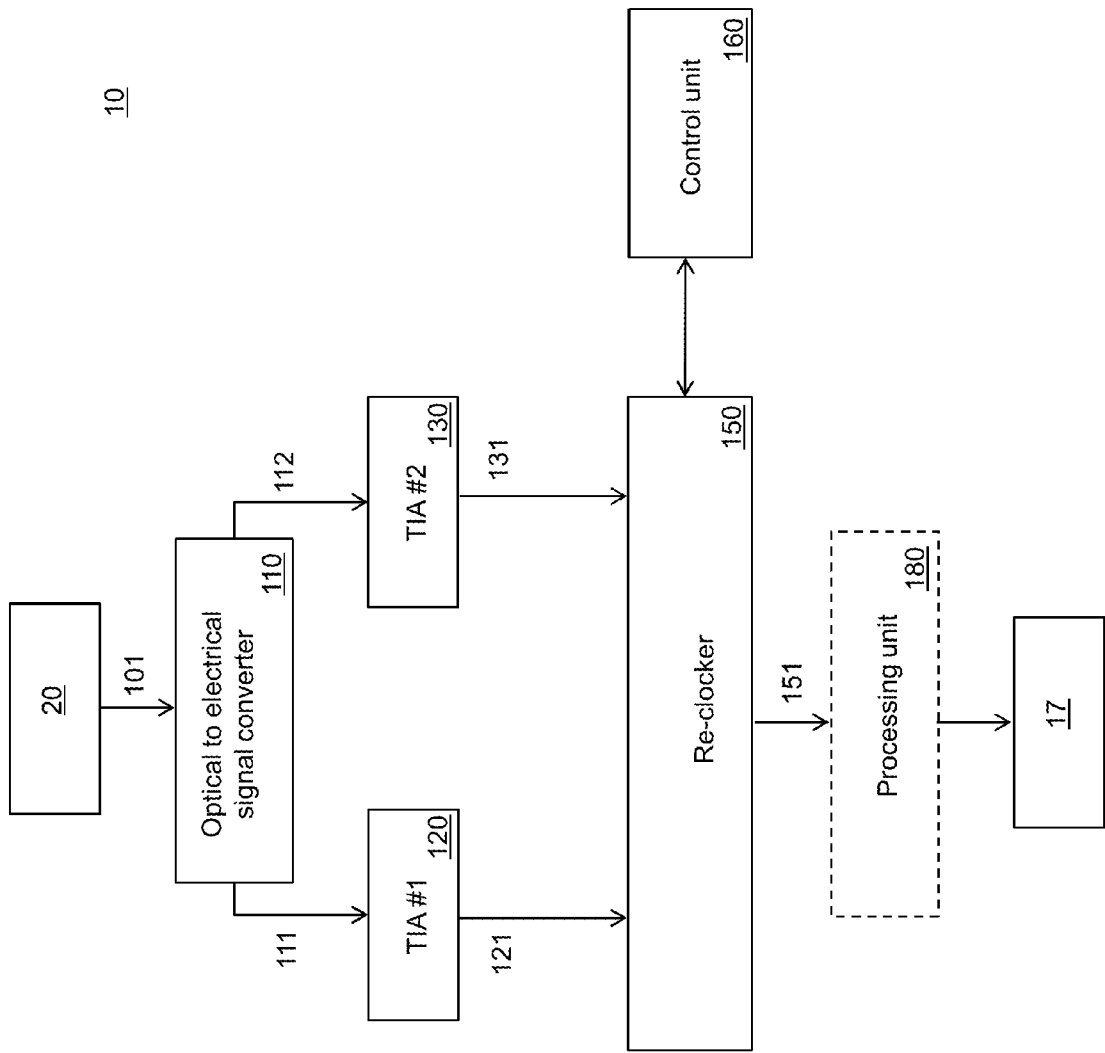 10
20
101
Optical to electrical
signal converter
110
111
112
TIA #1
120
TIA #2
130
121
131
Re-clocker
150
Control unit
160
151
Processing unit
180
17